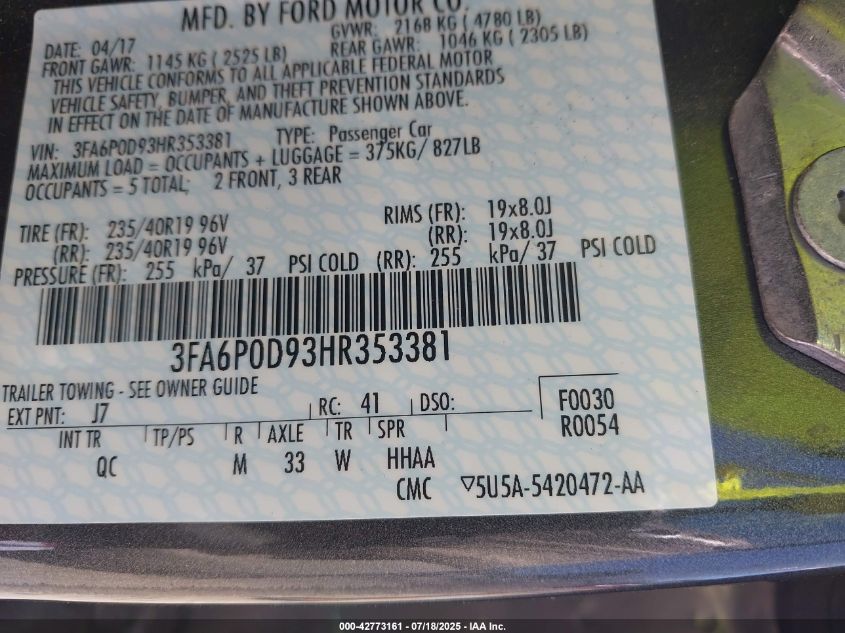 MFD. BY FORD MOTOR CO.
DATE: 04/17 GVWR: 2168 KG ( 4780 LB)
FRONT GAWR: 1145 KG ( 2525 LB) REAR GAWR: 1046 KG ( 2305 LB)
THIS VEHICLE CONFORMS TO ALL APPLICABLE FEDERAL MOTOR
VEHICLE SAFETY, BUMPER, AND THEFT PREVENTION STANDARDS
IN EFFECT ON THE DATE OF MANUFACTURE SHOWN ABOVE.
VIN: 3FA6P0D93HR353381 TYPE: Passenger Car
MAXIMUM LOAD = OCCUPANTS + LUGGAGE = 375KG/ 827LB
OCCUPANTS = 5 TOTAL; 2 FRONT, 3 REAR
TIRE (FR): 235/40R19 96V RIMS (FR): 19x8.0J
(RR): 235/40R19 96V (RR): 19x8.0J
PRESSURE (FR): 255 kPa/ 37 PSI COLD (RR): 255 kPa/ 37 PSI COLD
3FA6P0D93HR353381
TRAILER TOWING - SEE OWNER GUIDE
EXT PNT: J7 RC: 41 DSO: F0030
R0054
INT TR TP/PS R AXLE TR SPR
QC M 33 W HHAA
CMC ▽5U5A-5420472-AA
000-42773161 - 07/18/2025 - IAA Inc.